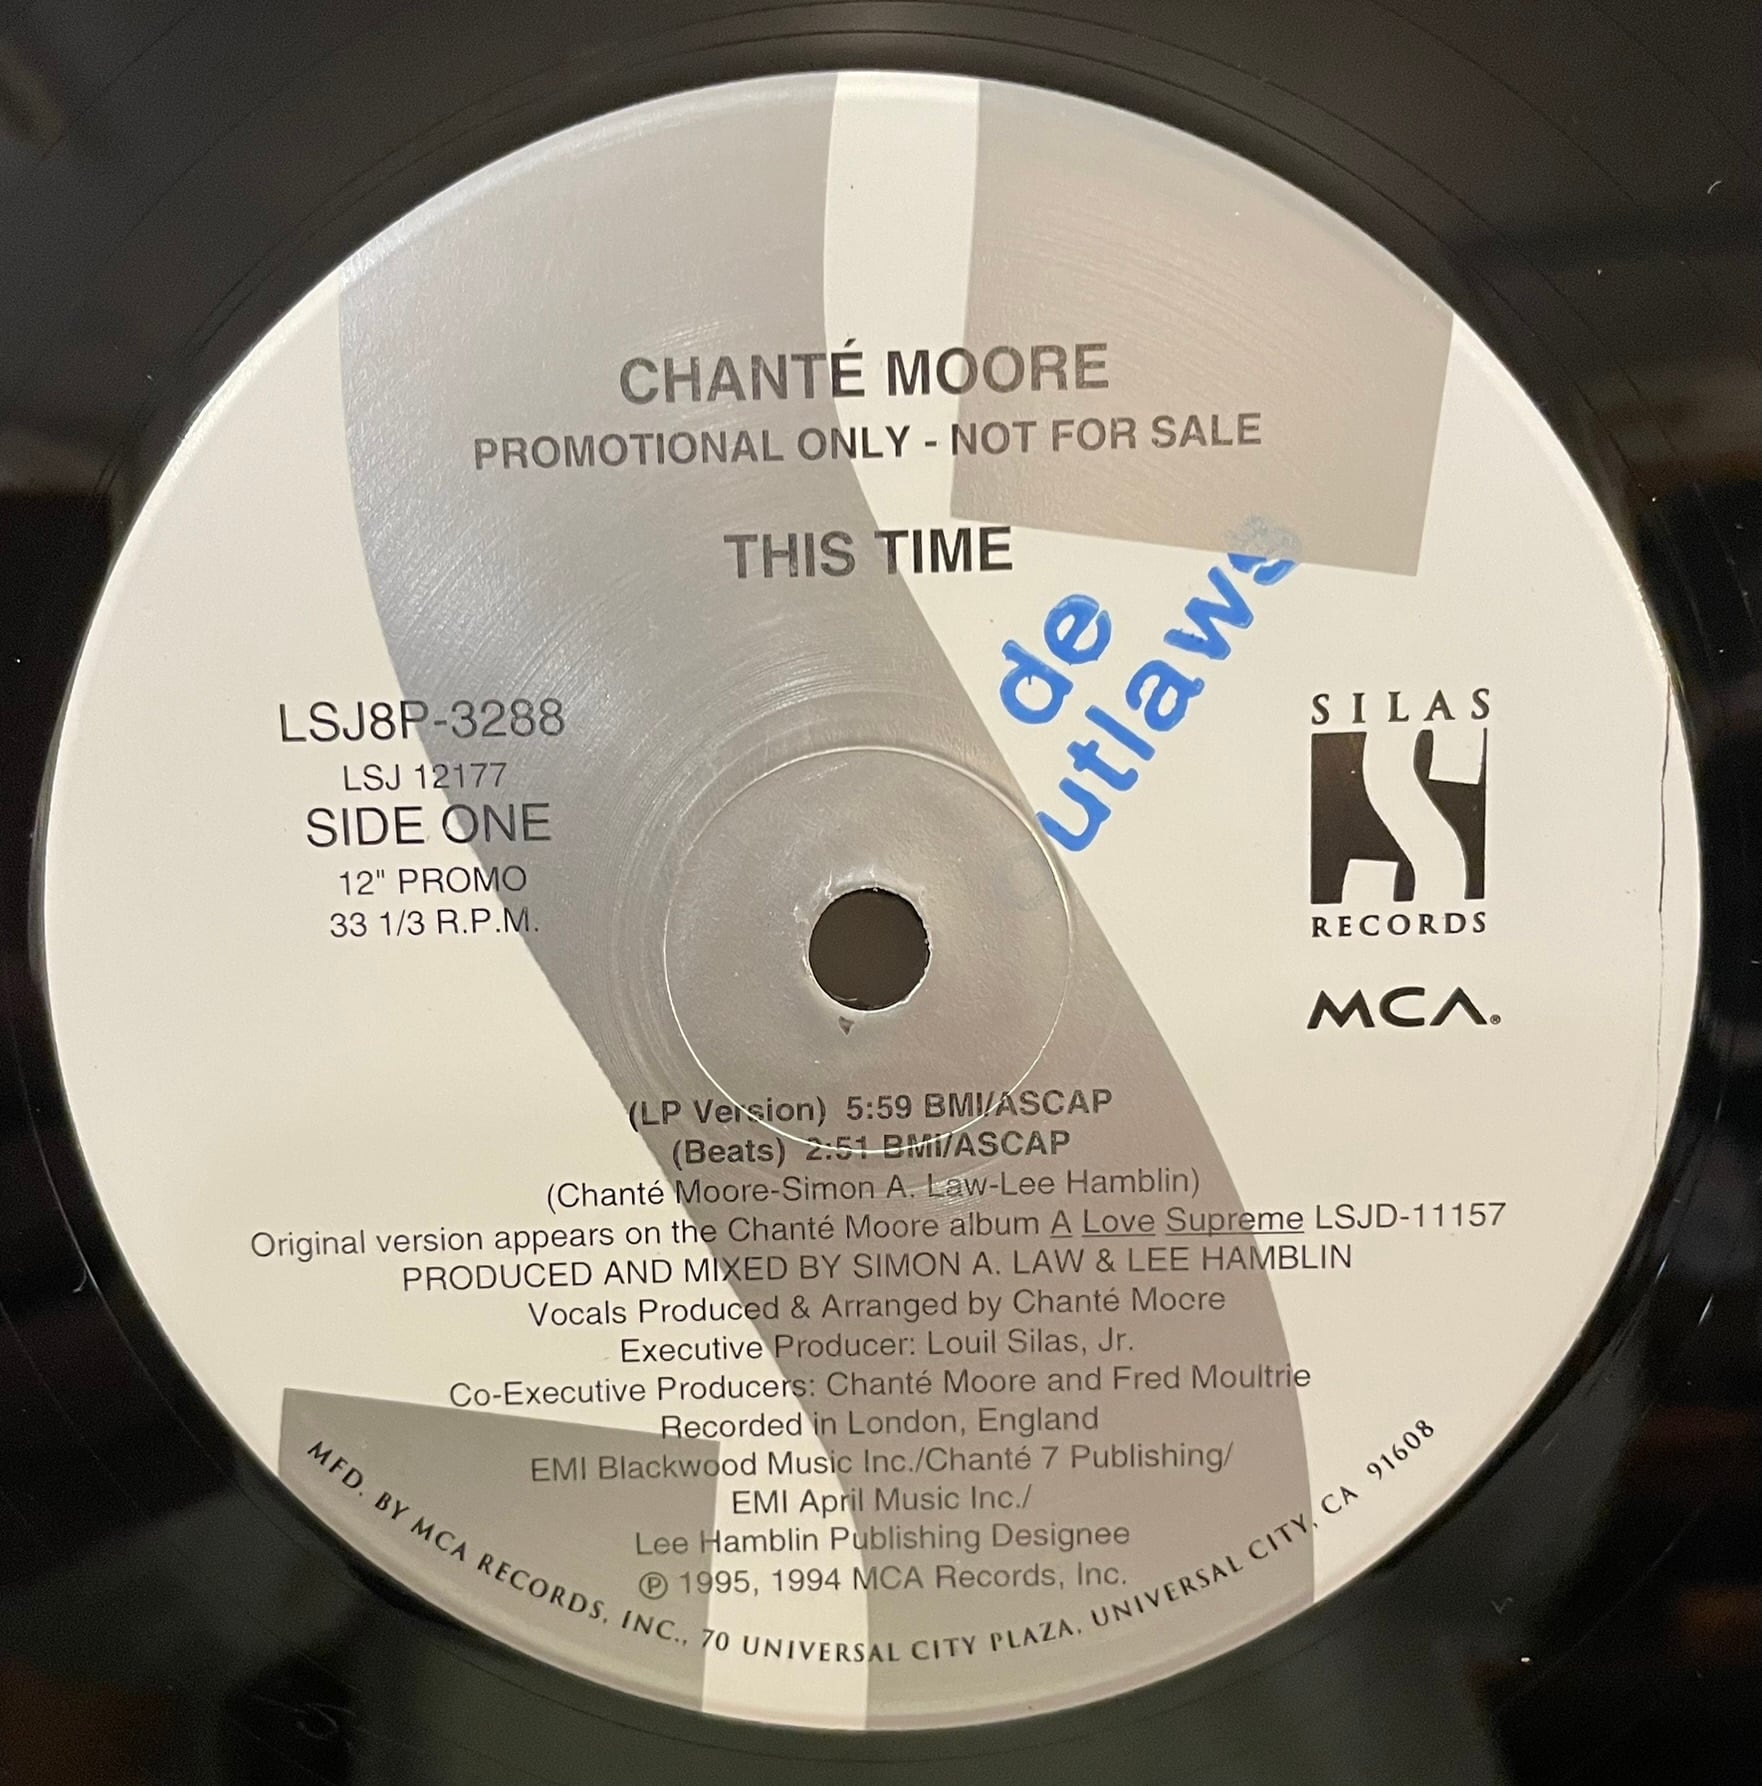 CHANTÉ MOORE
PROMOTIONAL ONLY - NOT FOR SALE
THIS TIME
de
utlaws
LSJ8P-3288
LSJ 12177
SIDE ONE
12" PROMO
33 1/3 R.P.M.
SILAS
RECORDS
MCA®
(LP Version) 5:59 BMI/ASCAP
(Beats) 2:51 BMI/ASCAP
(Chanté Moore-Simon A. Law-Lee Hamblin)
Original version appears on the Chanté Moore album A Love Supreme LSJD-11157
PRODUCED AND MIXED BY SIMON A. LAW & LEE HAMBLIN
Vocals Produced & Arranged by Chanté Moore
Executive Producer: Louil Silas, Jr.
Co-Executive Producers: Chanté Moore and Fred Moultrie
Recorded in London, England
EMI Blackwood Music Inc./Chanté 7 Publishing/
EMI April Music Inc./
Lee Hamblin Publishing Designee
℗ 1995, 1994 MCA Records, Inc.
MFD. BY MCA RECORDS, INC., 70 UNIVERSAL CITY PLAZA, UNIVERSAL CITY, CA 91608